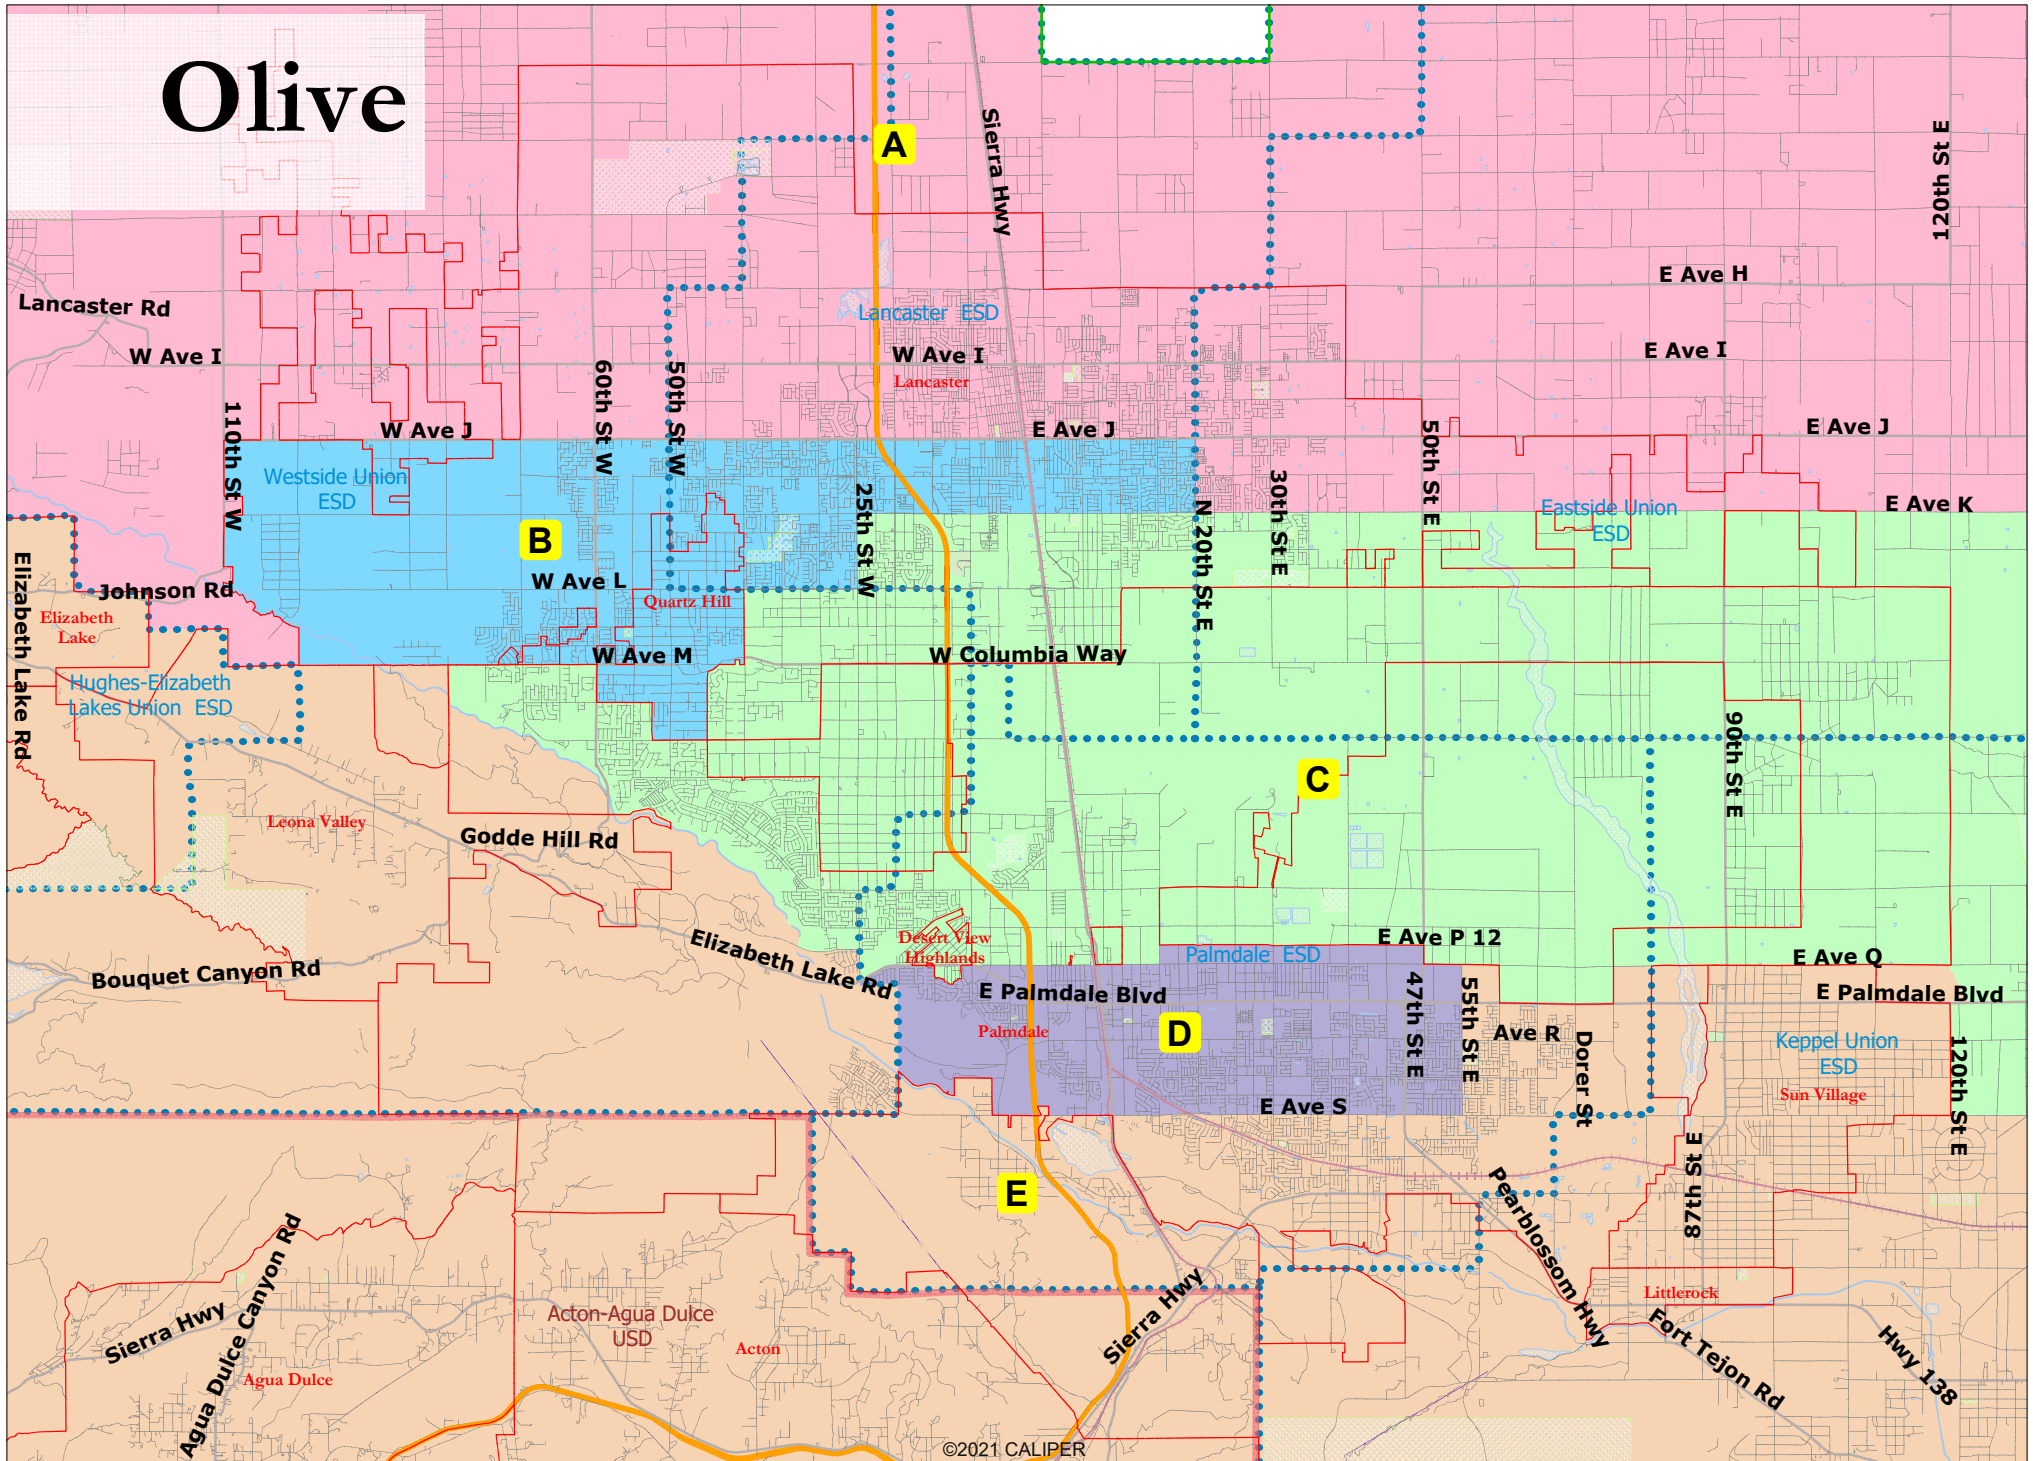 Olive
A
Sierra Hwy
120th St E
E Ave H
Lancaster Rd
Lancaster ESD
W Ave I
W Ave I
E Ave I
Lancaster
60th St W
50th St W
110th St W
W Ave J
E Ave J
E Ave J
50th St E
Westside Union
ESD
25th St W
30th St E
N 20th St E
Eastside Union
ESD
E Ave K
B
Elizabeth Lake Rd
W Ave L
Johnson Rd
Quartz Hill
Elizabeth
Lake
W Ave M
W Columbia Way
Hughes-Elizabeth
Lakes Union ESD
90th St E
C
Leona Valley
Godde Hill Rd
Desert View
Highlands
E Ave P 12
Palmdale ESD
E Ave Q
Elizabeth Lake Rd
Bouquet Canyon Rd
E Palmdale Blvd
E Palmdale Blvd
47th St E
55th St E
Palmdale
D
Ave R
Dorer St
Keppel Union
ESD
Sun Village
120th St E
E Ave S
87th St E
E
Pearblossom Hwy
Sierra Hwy
Agua Dulce Canyon Rd
Agua Dulce
Acton-Agua Dulce
USD
Acton
Sierra Hwy
Littlerock
Fort Tejon Rd
Hwy 138
©2021 CALIPER